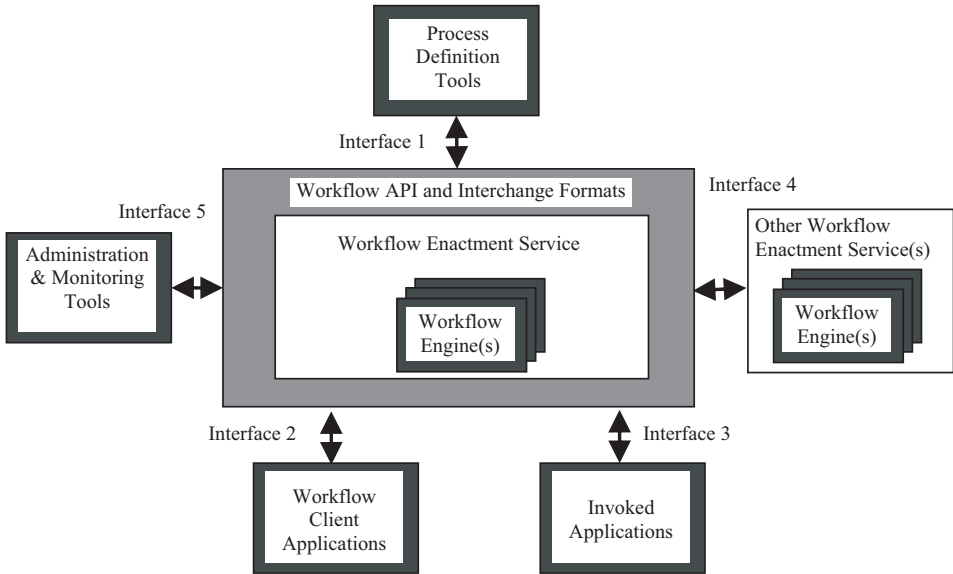 Process
Definition
Tools
Interface 1
Workflow API and Interchange Formats
Interface 4
Interface 5
Workflow Enactment Service
Other Workflow
Enactment Service(s)
Administration
& Monitoring
Tools
Workflow
Engine(s)
Workflow
Engine(s)
Interface 2
Interface 3
Workflow
Client
Applications
Invoked
Applications